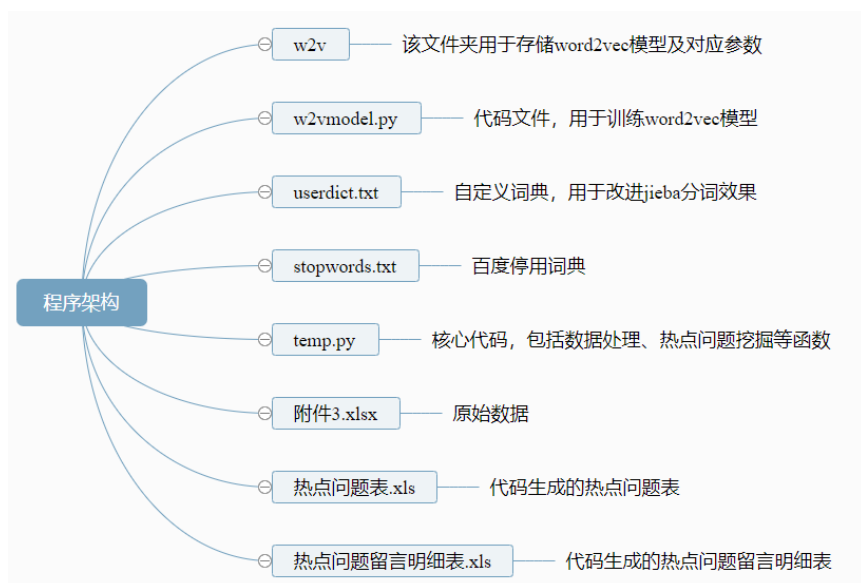 w2v 该文件夹用于存储word2vec模型及对应参数
w2vmodel.py 代码文件，用于训练word2vec模型
userdict.txt 自定义词典，用于改进jieba分词效果
stopwords.txt 百度停用词典
程序架构
temp.py 核心代码，包括数据处理、热点问题挖掘等函数
附件3.xlsx 原始数据
热点问题表.xls 代码生成的热点问题表
热点问题留言明细表.xls 代码生成的热点问题留言明细表